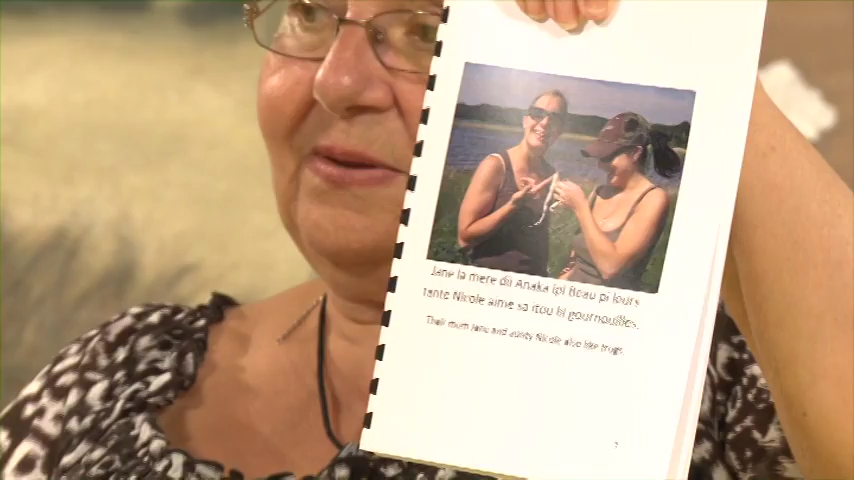 Jane la mere di Anaka ipi Beau pi lours
tante Nicole aime sa itou li gournouilles.
Their mum Jane and aunty Nicole also like frogs.
7